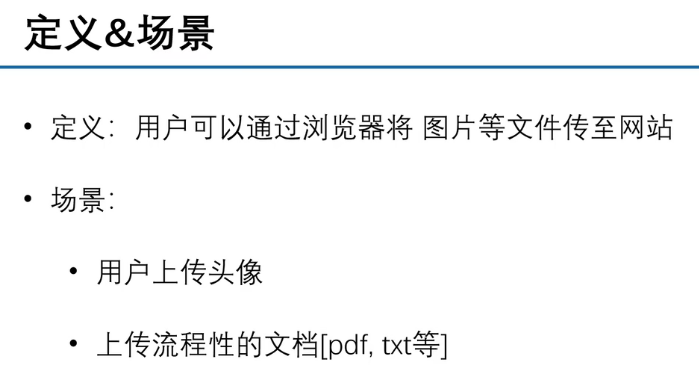 定义&场景
• 定义：用户可以通过浏览器将 图片等文件传至网站
• 场景：
• 用户上传头像
• 上传流程性的文档[pdf, txt等]